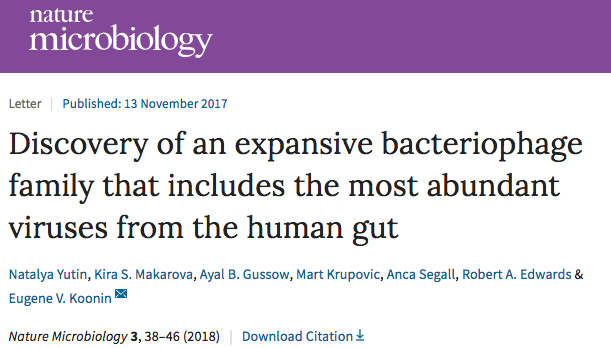 nature
microbiology
Letter | Published: 13 November 2017
Discovery of an expansive bacteriophage
family that includes the most abundant
viruses from the human gut
Natalya Yutin, Kira S. Makarova, Ayal B. Gussow, Mart Krupovic, Anca Segall, Robert A. Edwards &
Eugene V. Koonin
Nature Microbiology 3, 38–46 (2018) | Download Citation